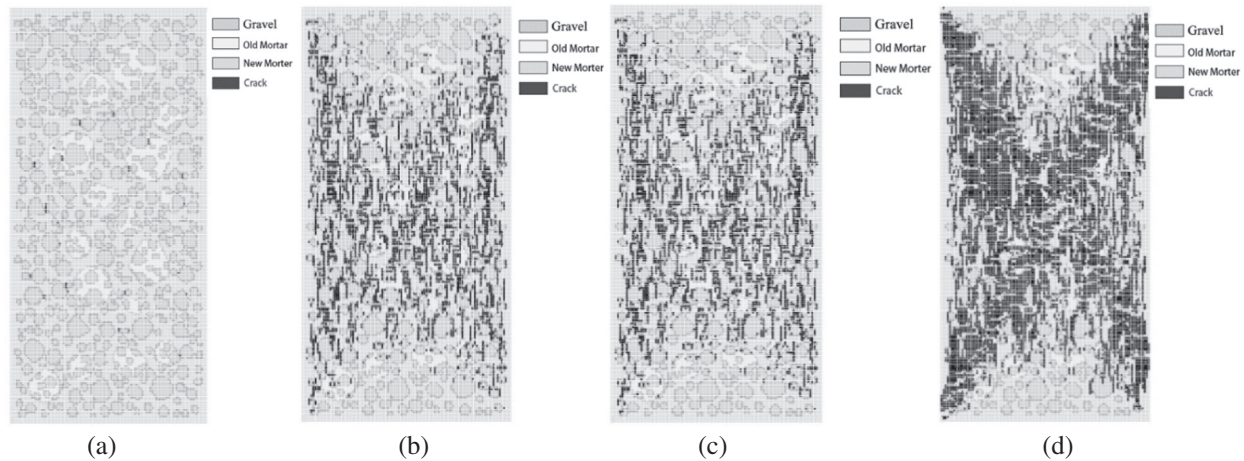 Gravel
Old Mortar
New Morter
Crack
Gravel
Old Mortar
New Morter
Crack
Gravel
Old Mortar
New Morter
Crack
Gravel
Old Mortar
New Morter
Crack
(a)
(b)
(c)
(d)